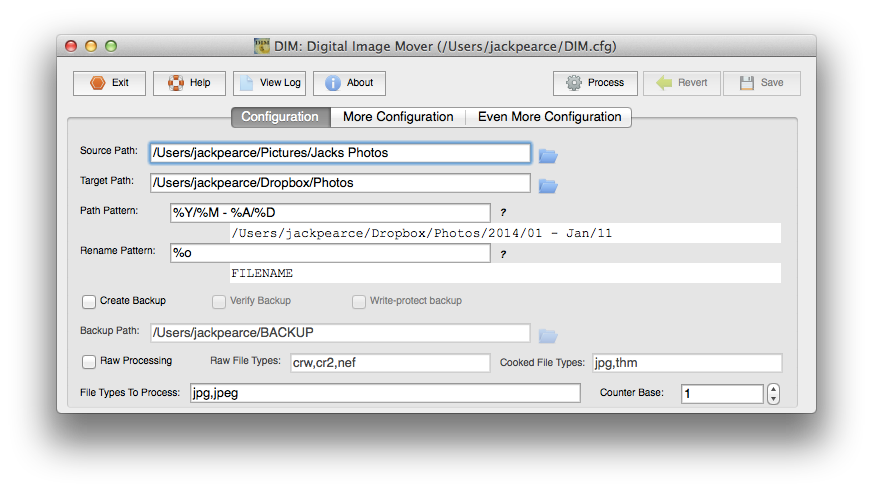 DIM: Digital Image Mover (/Users/jackpearce/DIM.cfg)
Exit Help View Log About Process Revert Save
Configuration More Configuration Even More Configuration
Source Path: /Users/jackpearce/Pictures/Jacks Photos
Target Path: /Users/jackpearce/Dropbox/Photos
Path Pattern: %Y/%M - %A/%D ?
/Users/jackpearce/Dropbox/Photos/2014/01 - Jan/11
Rename Pattern: %o ?
FILENAME
Create Backup Verify Backup Write-protect backup
Backup Path: /Users/jackpearce/BACKUP
Raw Processing Raw File Types: crw,cr2,nef Cooked File Types: jpg,thm
File Types To Process: jpg,jpeg Counter Base: 1